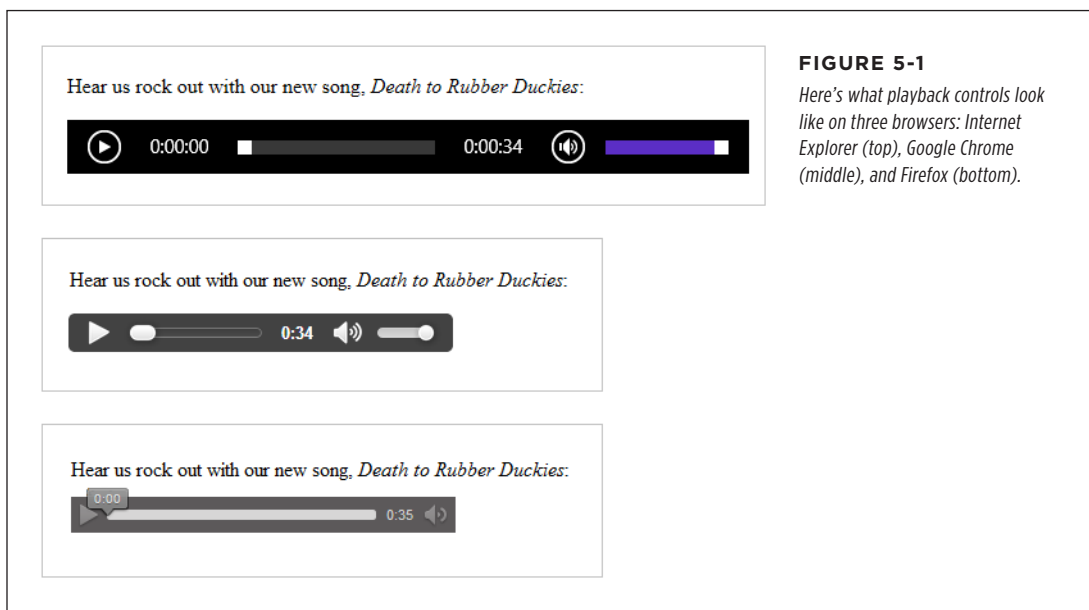 Hear us rock out with our new song, Death to Rubber Duckies:
0:00:00 0:00:34
Hear us rock out with our new song, Death to Rubber Duckies:
0:34
Hear us rock out with our new song, Death to Rubber Duckies:
0:00
0:35
FIGURE 5-1
Here's what playback controls look
like on three browsers: Internet
Explorer (top), Google Chrome
(middle), and Firefox (bottom).